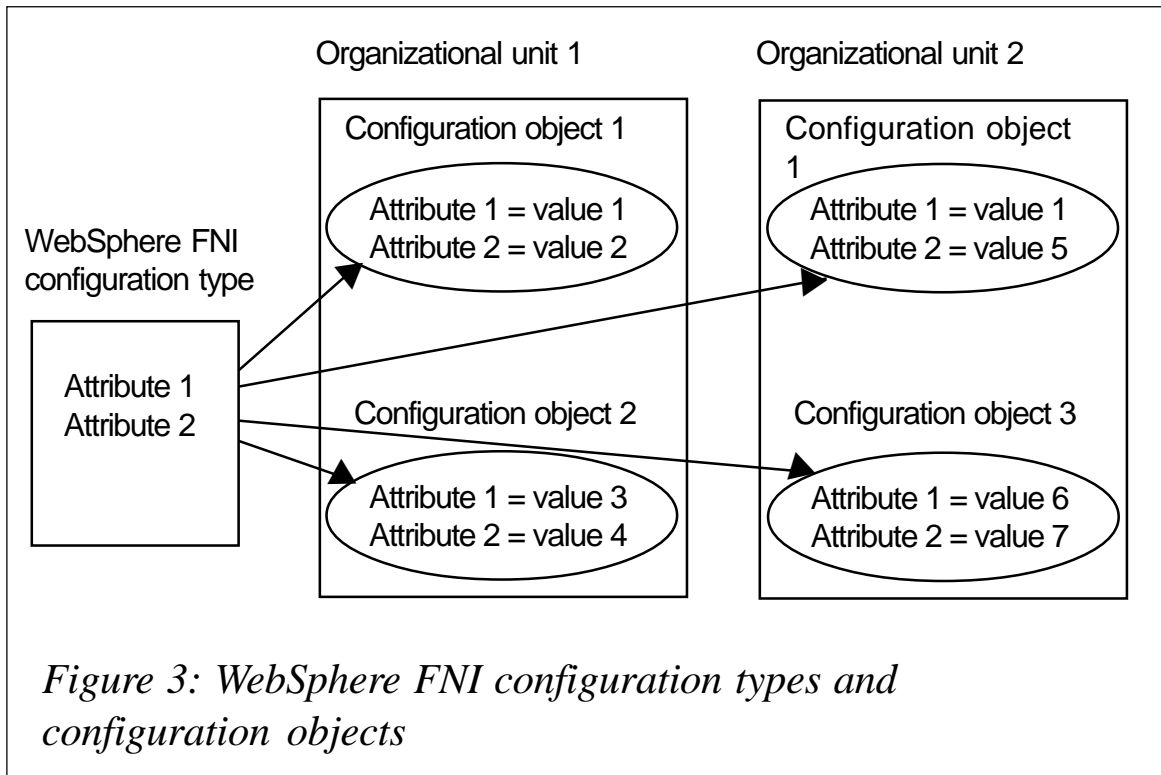 Organizational unit 1
Organizational unit 2
Configuration object 1
Configuration object
1
Attribute 1 = value 1
Attribute 2 = value 2
Attribute 1 = value 1
Attribute 2 = value 5
WebSphere FNI
configuration type
Attribute 1
Attribute 2
Configuration object 2
Configuration object 3
Attribute 1 = value 3
Attribute 2 = value 4
Attribute 1 = value 6
Attribute 2 = value 7
Figure 3: WebSphere FNI configuration types and
configuration objects